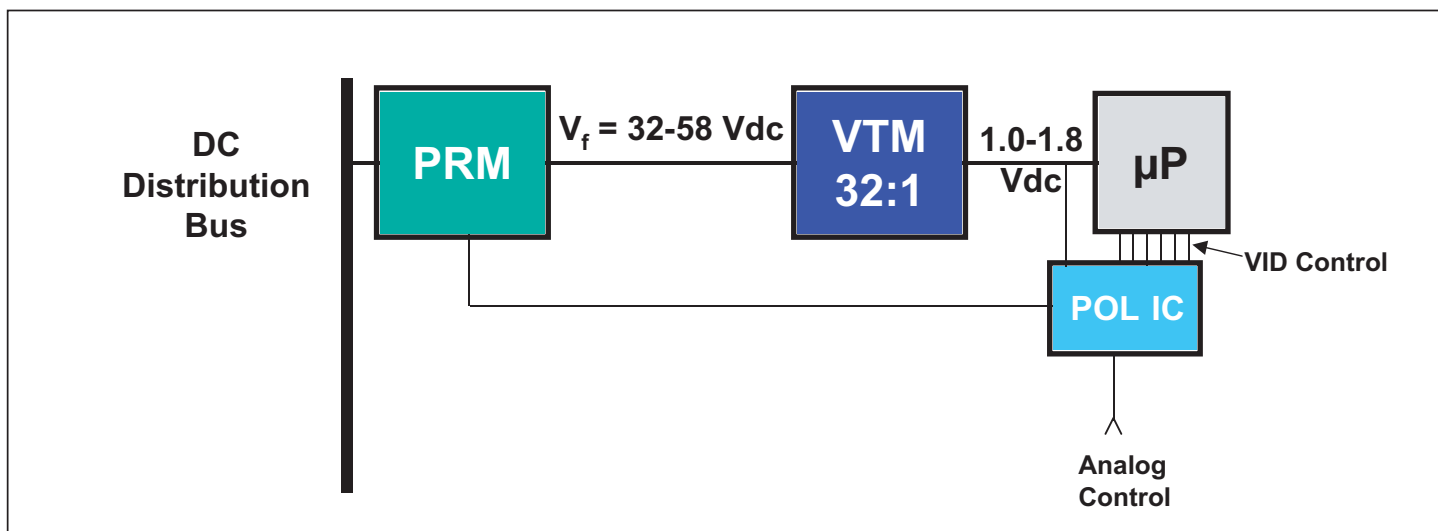 DC
Distribution
Bus
PRM
Vf = 32-58 Vdc
VTM
32:1
1.0-1.8
Vdc
µP
VID Control
POL IC
Analog
Control